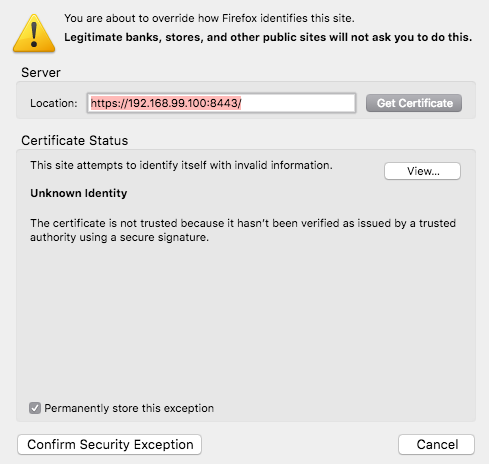 You are about to override how Firefox identifies this site.
Legitimate banks, stores, and other public sites will not ask you to do this.
Server
Location: https://192.168.99.100:8443/ Get Certificate
Certificate Status
This site attempts to identify itself with invalid information. View...
Unknown Identity
The certificate is not trusted because it hasn't been verified as issued by a trusted
authority using a secure signature.
Permanently store this exception
Confirm Security Exception Cancel